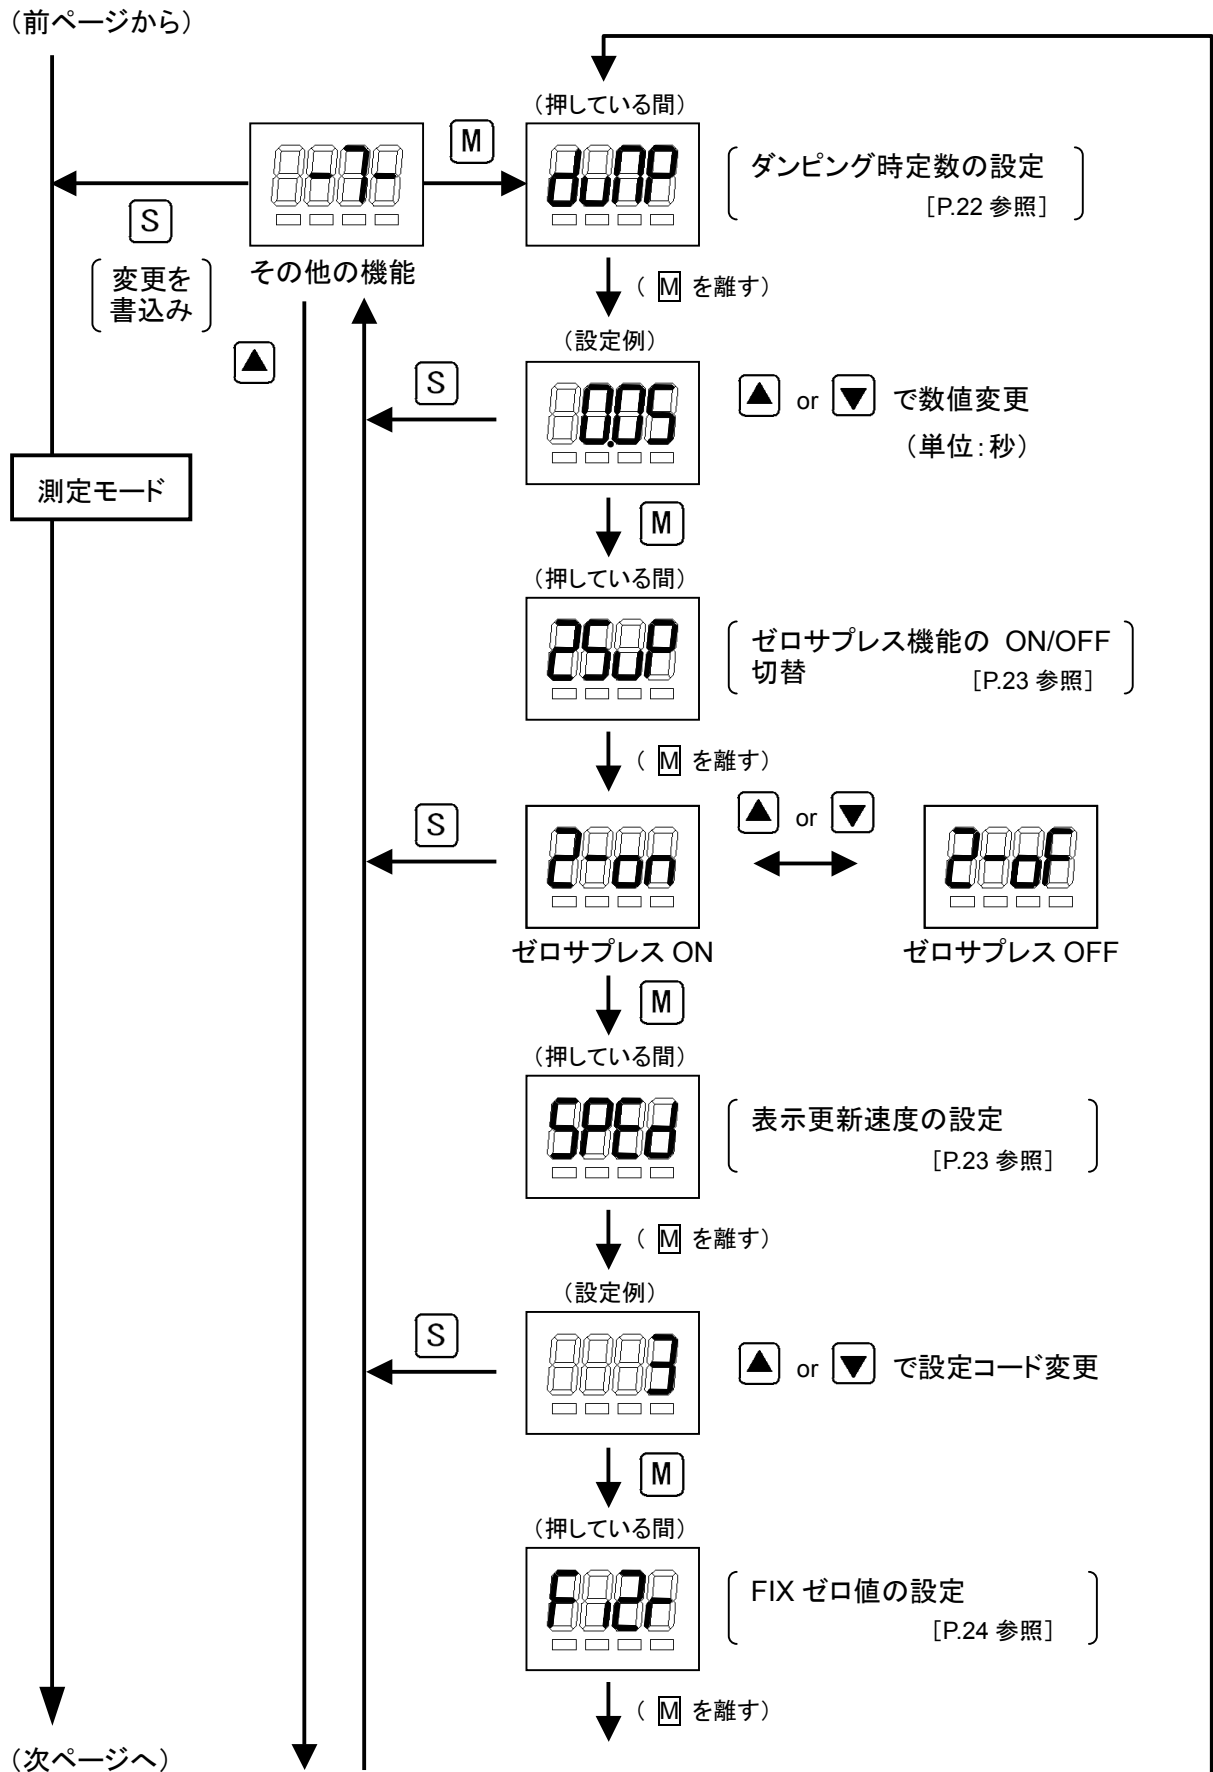 （前ページから）
（押している間）
-7-
M
duMP
ダンピング時定数の設定
［P.22 参照］
S
変更を
書込み
その他の機能
（ M を離す）
（設定例）
▲
S
0.05
▲ or ▼ で数値変更
（単位：秒）
測定モード
M
（押している間）
2SuP
ゼロサプレス機能の ON/OFF
切替
［P.23 参照］
（ M を離す）
S
2-on
▲ or ▼
2-oF
ゼロサプレス ON
ゼロサプレス OFF
M
（押している間）
SPEd
表示更新速度の設定
［P.23 参照］
（ M を離す）
（設定例）
S
3
▲ or ▼ で設定コード変更
M
（押している間）
Fi2r
FIX ゼロ値の設定
［P.24 参照］
（ M を離す）
（次ページへ）